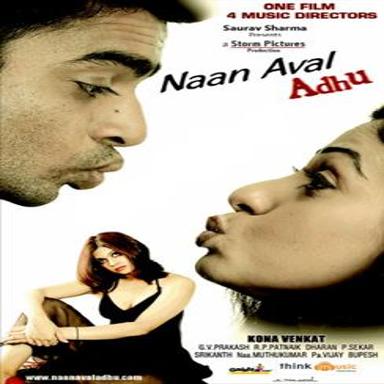 ONE FILM
4 MUSIC DIRECTORS
Saurav Sharma
Presents
a Storm Pictures
Production
Naan Aval
Adhu
KONA VENKAT
G.V.PRAKASH R.P.PATNAIK DHARAN P.SEKAR
SRIKANTH Naa.MUTHUKUMAR Pa.VIJAY BUPESH
think music
www.naanavaladhu.com